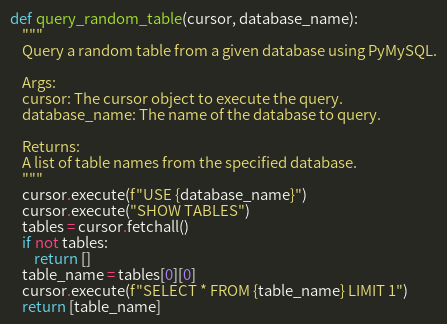 def query_random_table(cursor, database_name):
    """
    Query a random table from a given database using PyMySQL.

    Args:
    cursor: The cursor object to execute the query.
    database_name: The name of the database to query.

    Returns:
    A list of table names from the specified database.
    """
    cursor.execute(f"USE {database_name}")
    cursor.execute("SHOW TABLES")
    tables = cursor.fetchall()
    if not tables:
        return []
    table_name = tables[0][0]
    cursor.execute(f"SELECT * FROM {table_name} LIMIT 1")
    return [table_name]